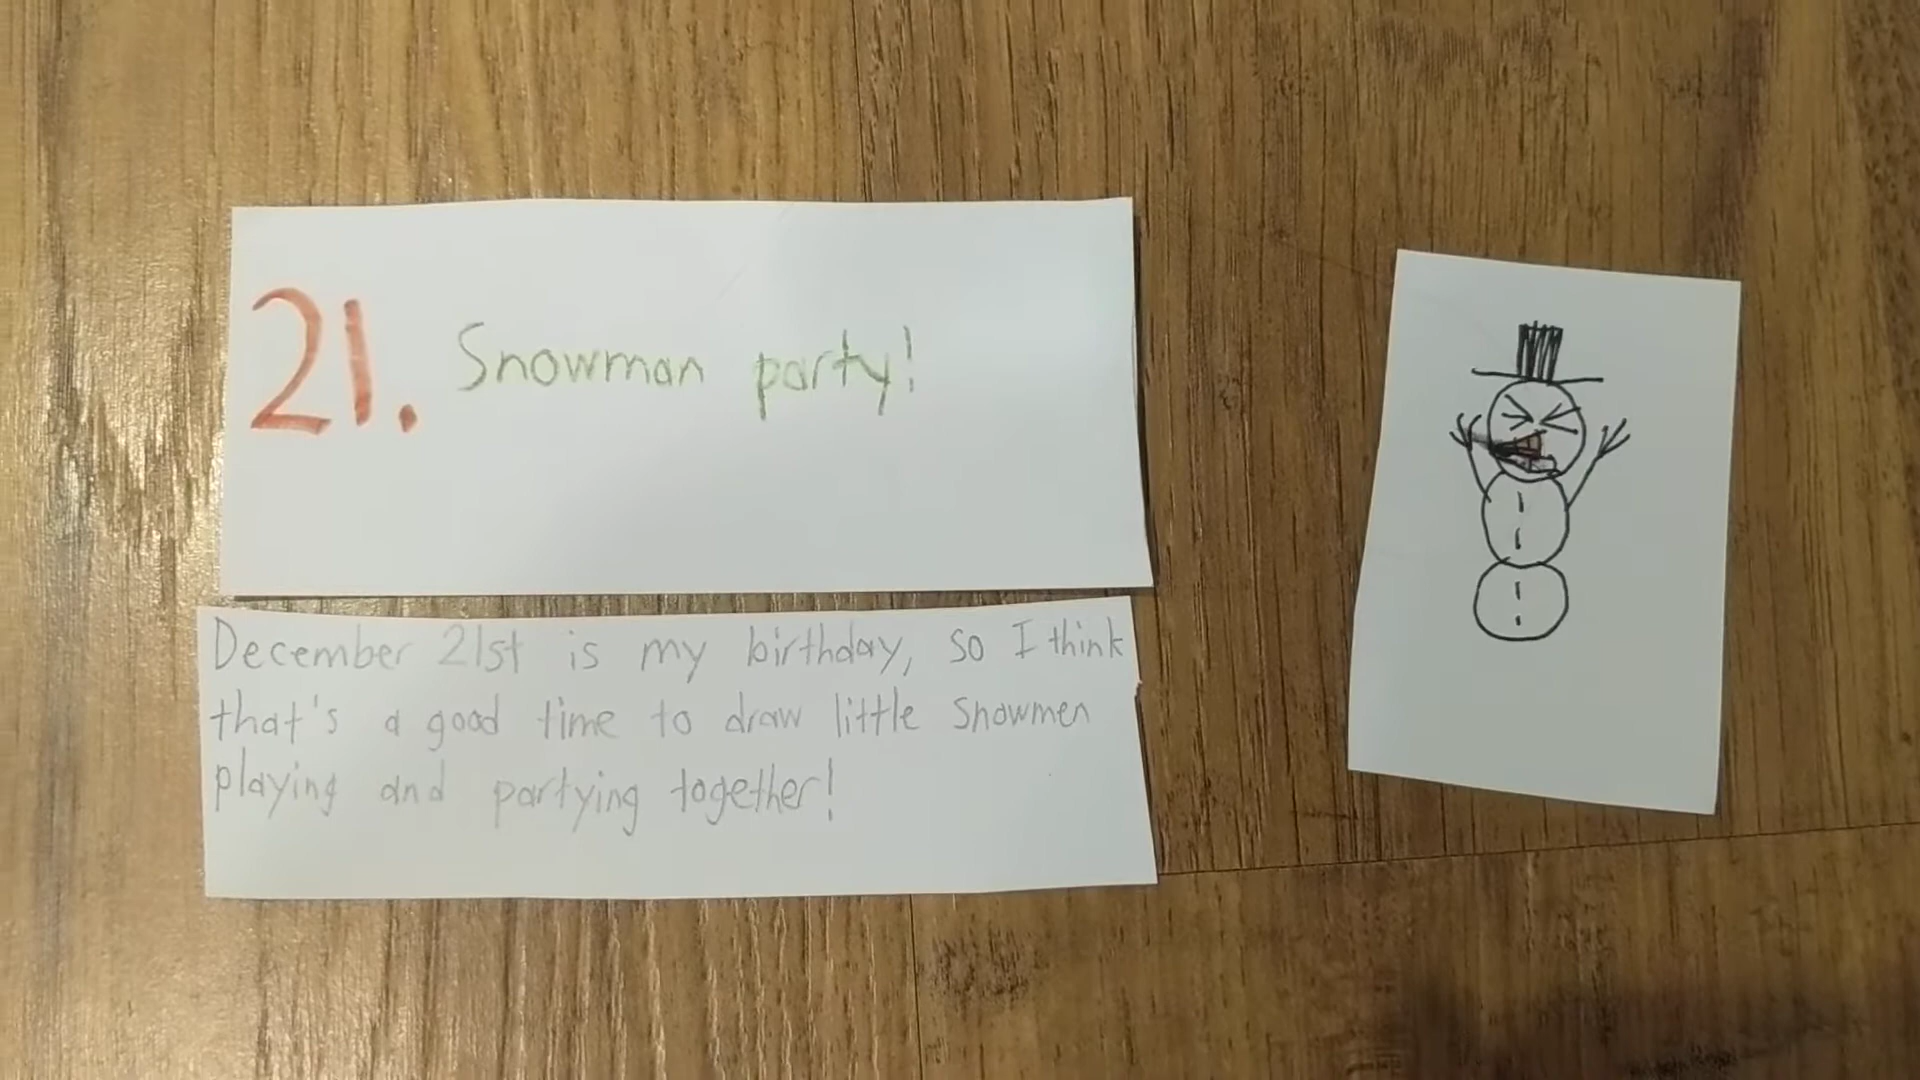 21. Snowman party!
December 21st is my birthday, so I think
that's a good time to draw little snowmen
playing and partying together!